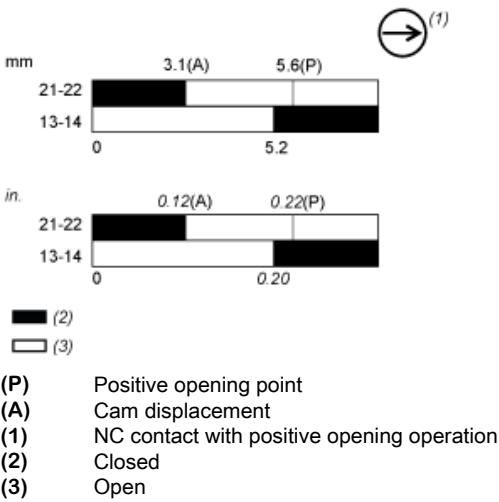 (1)
mm
3.1(A) 5.6(P)
21-22
13-14
0 5.2
in.
0.12(A) 0.22(P)
21-22
13-14
0 0.20
(2)
(3)
(P) Positive opening point
(A) Cam displacement
(1) NC contact with positive opening operation
(2) Closed
(3) Open